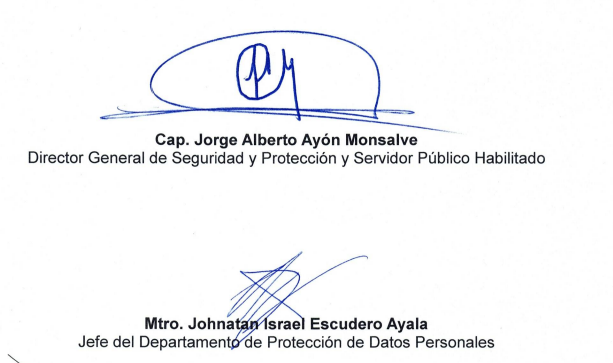 Cap. Jorge Alberto Ayón Monsalve
Director General de Seguridad y Protección y Servidor Público Habilitado
Mtro. Johnatan Israel Escudero Ayala
Jefe del Departamento de Protección de Datos Personales